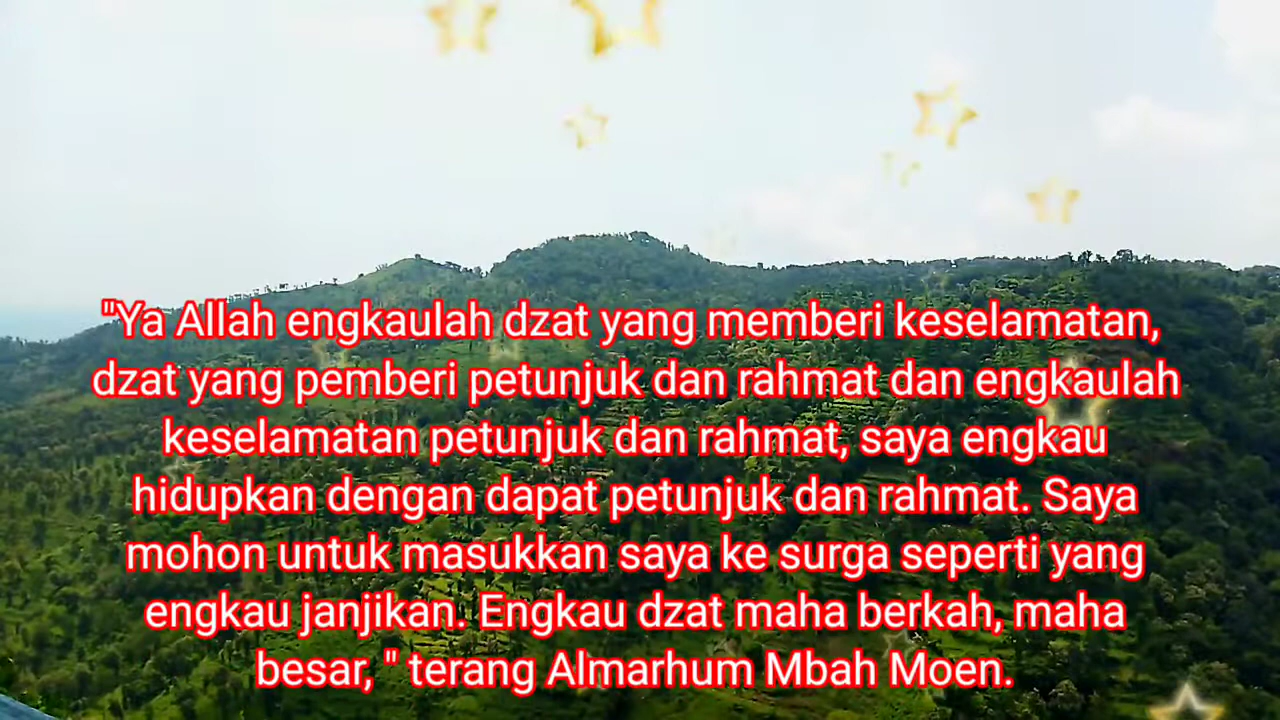 "Ya Allah engkaulah dzat yang memberi keselamatan,
dzat yang pemberi petunjuk dan rahmat dan engkaulah
keselamatan petunjuk dan rahmat, saya engkau
hidupkan dengan dapat petunjuk dan rahmat. Saya
mohon untuk masukkan saya ke surga seperti yang
engkau janjikan. Engkau dzat maha berkah, maha
besar, " terang Almarhum Mbah Moen.